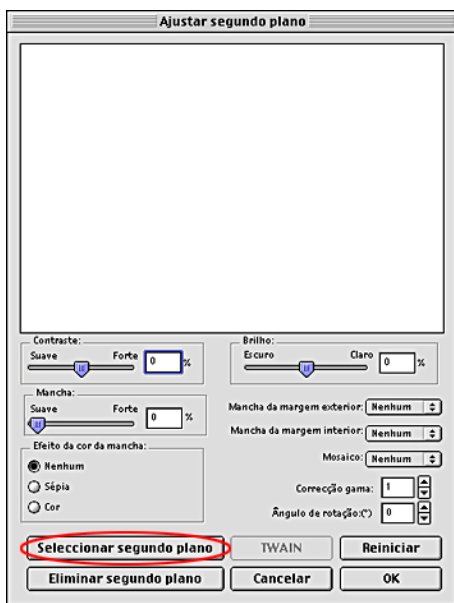 Ajustar segundo plano
Contraste:
Suave Forte 0 %
Brilho:
Escuro Claro 0 %
Mancha:
Suave Forte 0 %
Mancha da margem exterior: Nenhum
Mancha da margem interior: Nenhum
Mosaico: Nenhum
Efeito da cor da mancha:
Nenhum
Sépia
Cor
Correcção gama: 1
Ângulo de rotação:(°) 0
Seleccionar segundo plano TWAIN Reiniciar
Eliminar segundo plano Cancelar OK